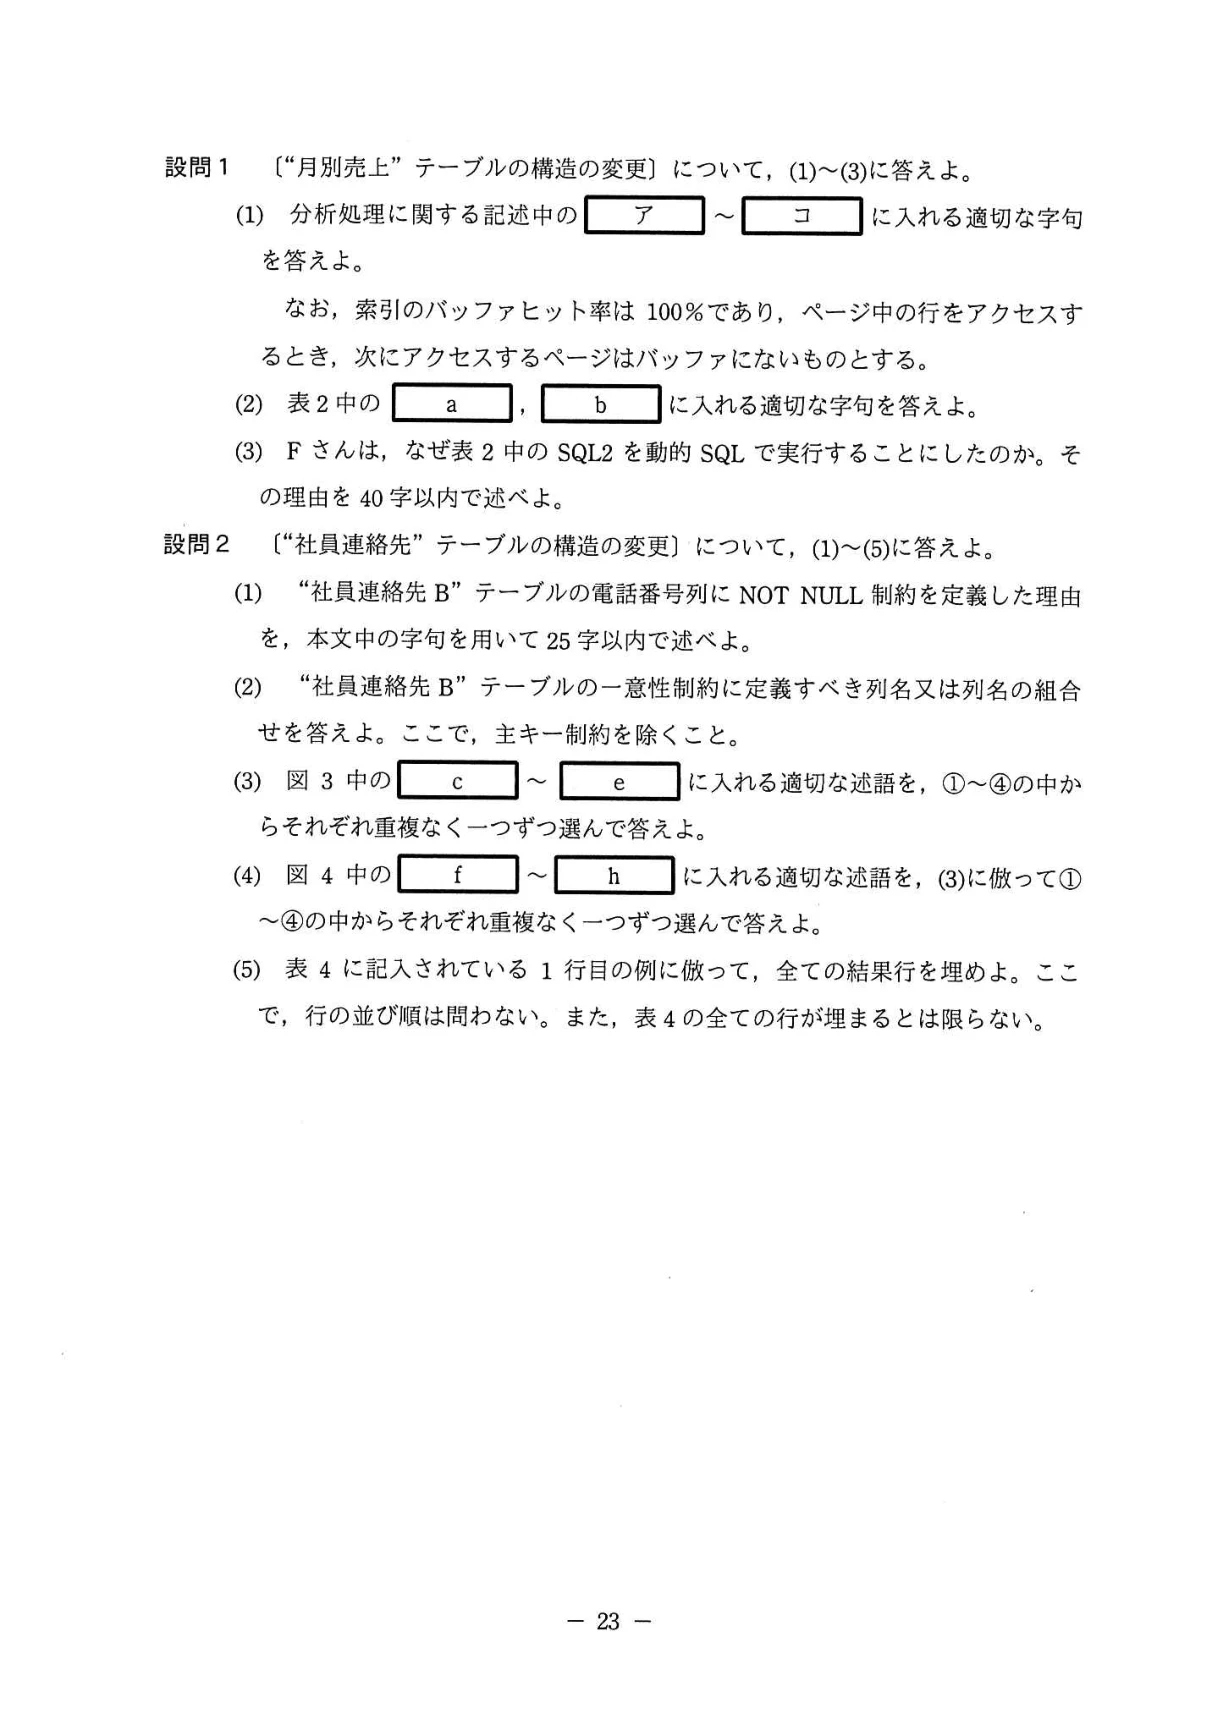 設問1 〔“月別売上”テーブルの構造の変更〕について，(1)～(3)に答えよ。
(1) 分析処理に関する記述中の ア ～ コ に入れる適切な字句
を答えよ。
なお，索引のバッファヒット率は 100％であり，ページ中の行をアクセスす
るとき，次にアクセスするページはバッファにないものとする。
(2) 表2中の a ， b に入れる適切な字句を答えよ。
(3) F さんは，なぜ表 2 中の SQL2 を動的 SQL で実行することにしたのか。そ
の理由を 40 字以内で述べよ。
設問2 〔“社員連絡先”テーブルの構造の変更〕について，(1)～(5)に答えよ。
(1) “社員連絡先 B”テーブルの電話番号列に NOT NULL 制約を定義した理由
を，本文中の字句を用いて 25 字以内で述べよ。
(2) “社員連絡先 B”テーブルの一意性制約に定義すべき列名又は列名の組合
せを答えよ。ここで，主キー制約を除くこと。
(3) 図 3 中の c ～ e に入れる適切な述語を，①～④の中か
らそれぞれ重複なく一つずつ選んで答えよ。
(4) 図 4 中の f ～ h に入れる適切な述語を，(3)に倣って①
～④の中からそれぞれ重複なく一つずつ選んで答えよ。
(5) 表 4 に記入されている 1 行目の例に倣って，全ての結果行を埋めよ。ここ
で，行の並び順は問わない。また，表 4 の全ての行が埋まるとは限らない。
－ 23 －